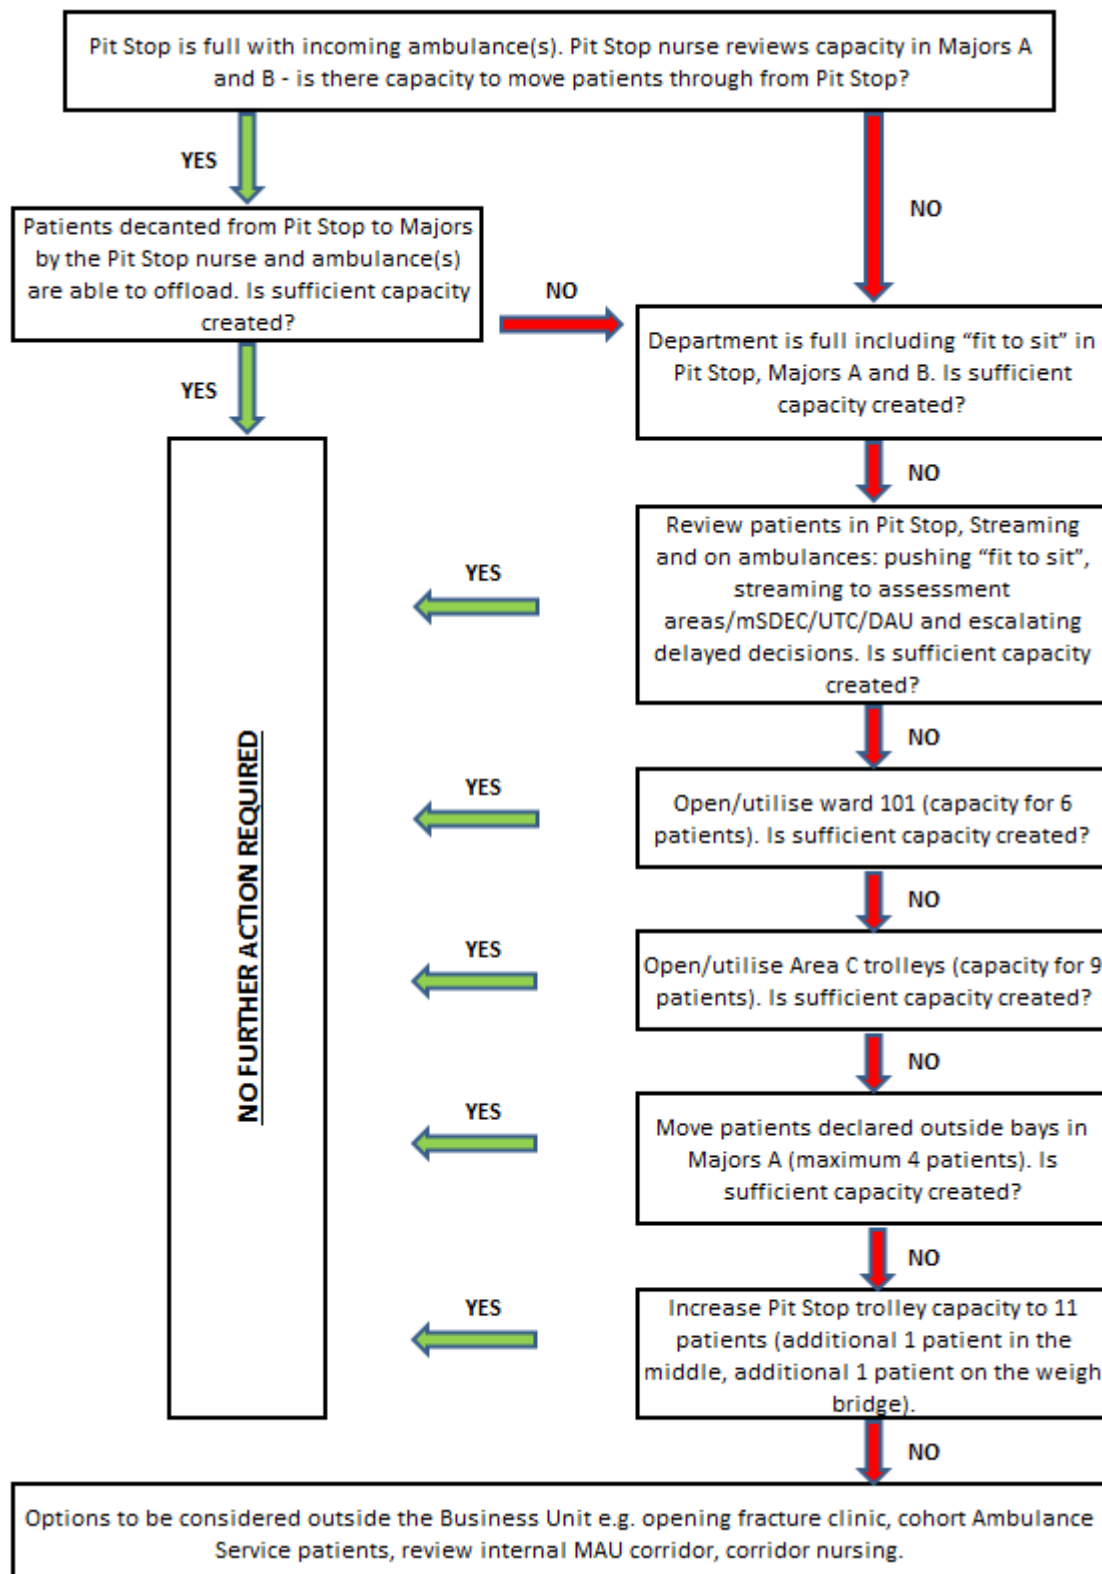 Pit Stop is full with incoming ambulance(s). Pit Stop nurse reviews capacity in Majors A
and B - is there capacity to move patients through from Pit Stop?
YES
NO
Patients decanted from Pit Stop to Majors
by the Pit Stop nurse and ambulance(s)
are able to offload. Is sufficient capacity
created?
NO
YES
Department is full including “fit to sit” in
Pit Stop, Majors A and B. Is sufficient
capacity created?
NO
Review patients in Pit Stop, Streaming
and on ambulances: pushing “fit to sit”,
streaming to assessment
areas/mSDEC/UTC/DAU and escalating
delayed decisions. Is sufficient capacity
created?
YES
NO
NO FURTHER ACTION REQUIRED
Open/utilise ward 101 (capacity for 6
patients). Is sufficient capacity created?
YES
NO
Open/utilise Area C trolleys (capacity for 9
patients). Is sufficient capacity created?
YES
NO
Move patients declared outside bays in
Majors A (maximum 4 patients). Is
sufficient capacity created?
YES
NO
Increase Pit Stop trolley capacity to 11
patients (additional 1 patient in the
middle, additional 1 patient on the weigh
bridge).
YES
NO
Options to be considered outside the Business Unit e.g. opening fracture clinic, cohort Ambulance
Service patients, review internal MAU corridor, corridor nursing.